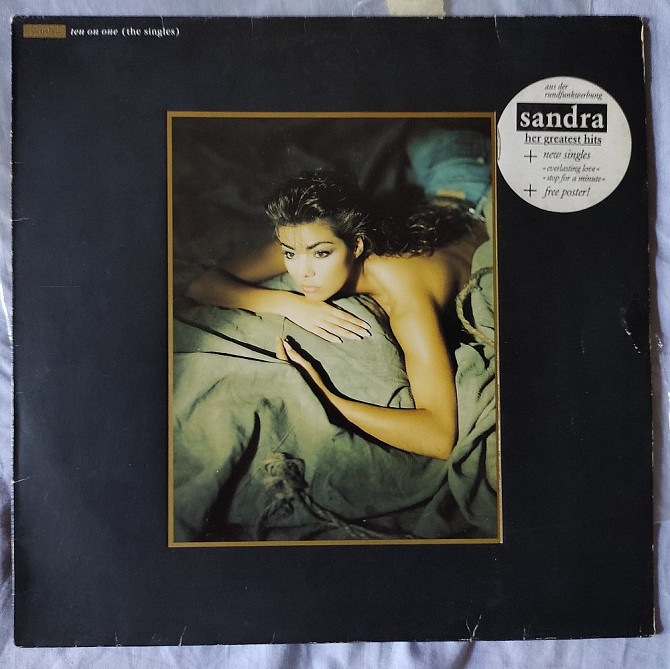 ten on one (the singles)
aus der
rundfunkwerbung
sandra
her greatest hits
+ new singles
-everlasting love-
-stop for a minute-
+ free poster!